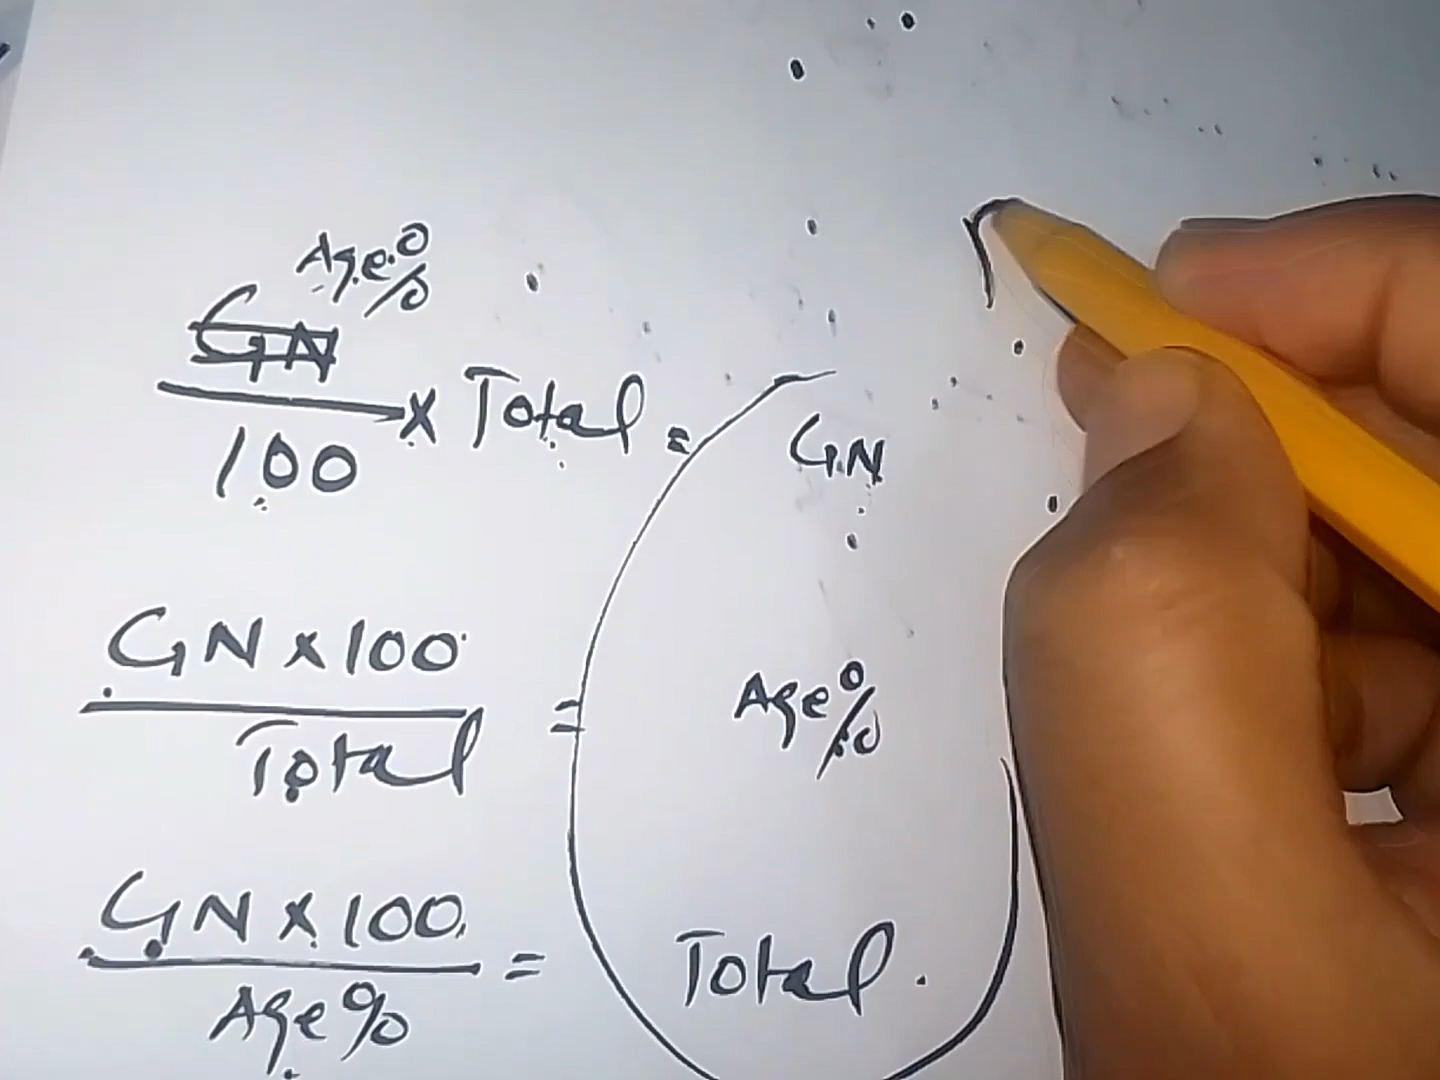 Age%
GN
100 × Total = GN
GN × 100
Total = Age%
GN × 100
Age% = Total.